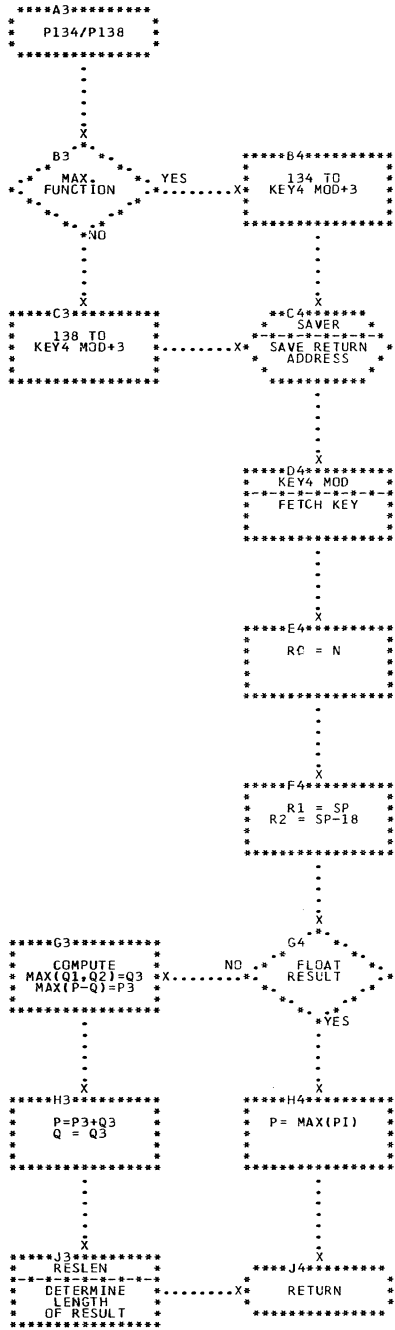 A3
P134/P138
B3
MAX.
FUNCTION
YES
NO
B4
134 TO
KEY4 MOD+3
C3
138 TO
KEY4 MOD+3
C4
SAVER
SAVE RETURN
ADDRESS
D4
KEY4 MOD
FETCH KEY
E4
R0 = N
F4
R1 = SP
R2 = SP-18
G4
FLOAT
RESULT
NO
YES
G3
COMPUTE
MAX(Q1,Q2)=Q3
MAX(P-Q)=P3
H3
P=P3+Q3
Q = Q3
H4
P= MAX(PI)
J3
RESLEN
DETERMINE
LENGTH
OF RESULT
J4
RETURN